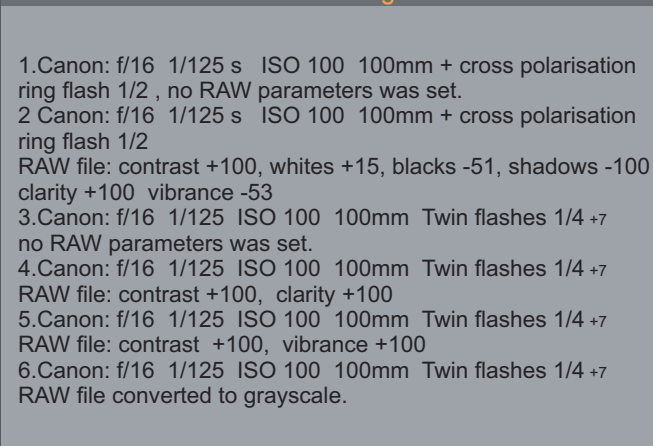 1.Canon: f/16 1/125 s ISO 100 100mm + cross polarisation
ring flash 1/2 , no RAW parameters was set.
2 Canon: f/16 1/125 s ISO 100 100mm + cross polarisation
ring flash 1/2
RAW file: contrast +100, whites +15, blacks -51, shadows -100
clarity +100 vibrance -53
3.Canon: f/16 1/125 ISO 100 100mm Twin flashes 1/4 +7
no RAW parameters was set.
4.Canon: f/16 1/125 ISO 100 100mm Twin flashes 1/4 +7
RAW file: contrast +100, clarity +100
5.Canon: f/16 1/125 ISO 100 100mm Twin flashes 1/4 +7
RAW file: contrast +100, vibrance +100
6.Canon: f/16 1/125 ISO 100 100mm Twin flashes 1/4 +7
RAW file converted to grayscale.